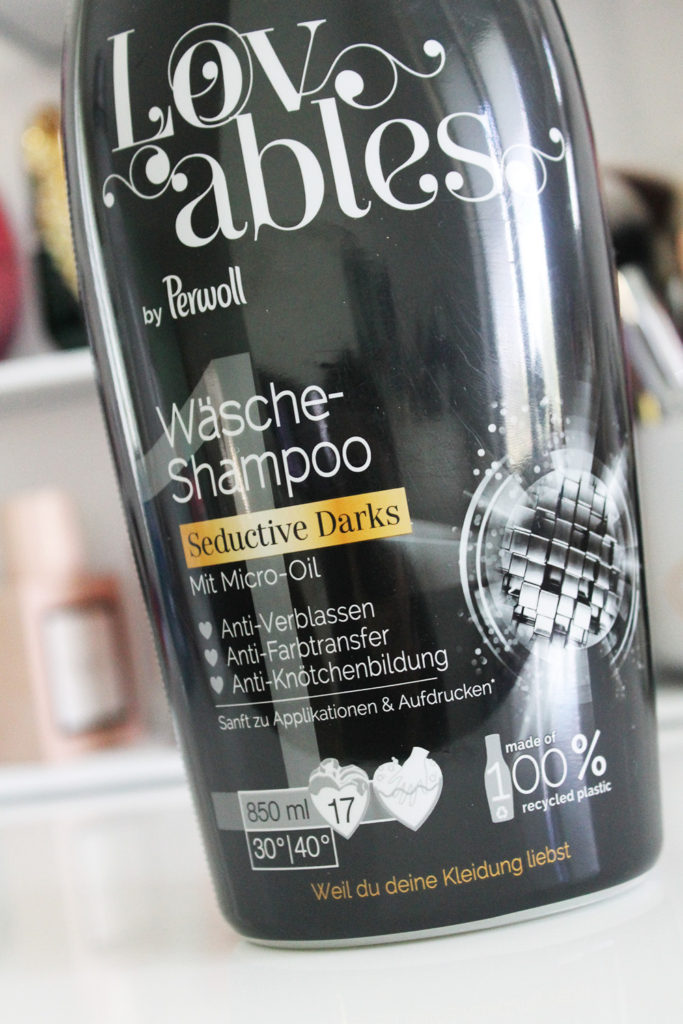 Lov
ables
by Perwoll
1
Wäsche-
Shampoo
Seductive Darks
Mit Micro-Oil
Anti-Verblassen
Anti-Farbtransfer
Anti-Knötchenbildung
Sanft zu Applikationen & Aufdrucken*
850 ml 17
30°|40°
made of
100%
recycled plastic
Weil du deine Kleidung liebst